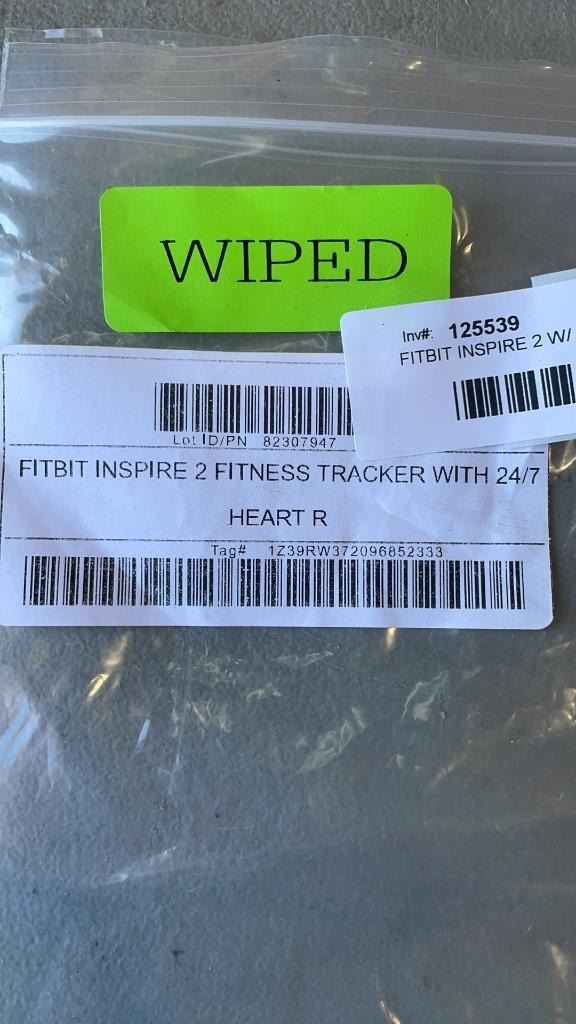 WIPED
Inv#: 125539
FITBIT INSPIRE 2 W/
Lot ID/PN 82307947
FITBIT INSPIRE 2 FITNESS TRACKER WITH 24/7
HEART R
Tag# 1Z39RW372096852333